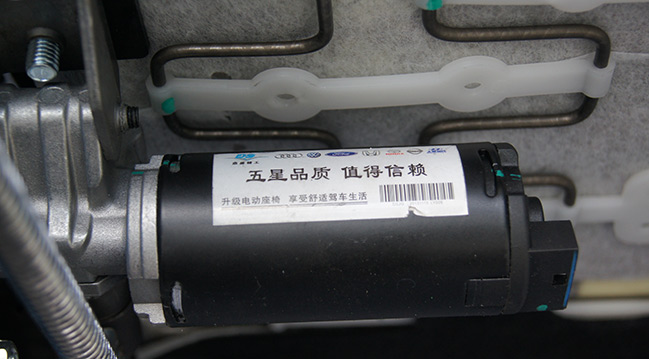 五星品质 值得信赖
升级电动座椅 享受舒适驾车生活